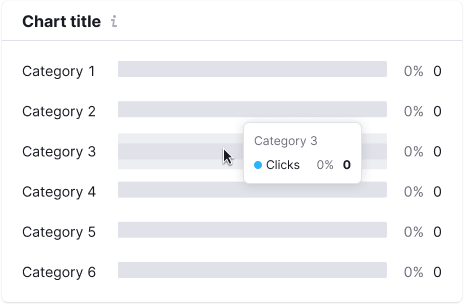 Chart title i
Category 1 0% 0
Category 2 0% 0
Category 3 0% 0
Category 3
Clicks 0% 0
Category 4 0% 0
Category 5 0% 0
Category 6 0% 0